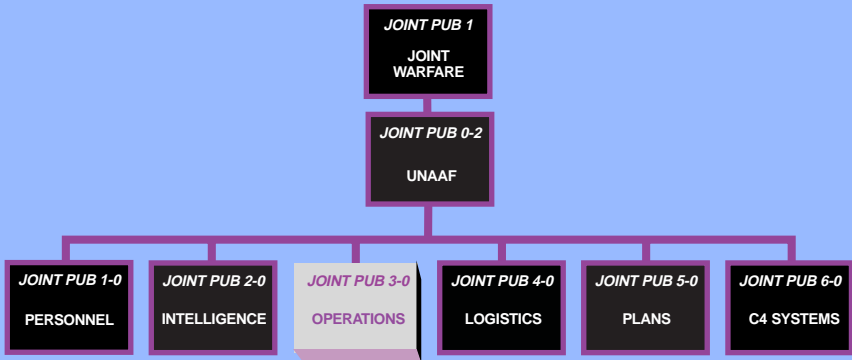 JOINT PUB 1
JOINT
WARFARE
JOINT PUB 0-2
UNAAF
JOINT PUB 1-0
PERSONNEL
JOINT PUB 2-0
INTELLIGENCE
JOINT PUB 3-0
OPERATIONS
JOINT PUB 4-0
LOGISTICS
JOINT PUB 5-0
PLANS
JOINT PUB 6-0
C4 SYSTEMS